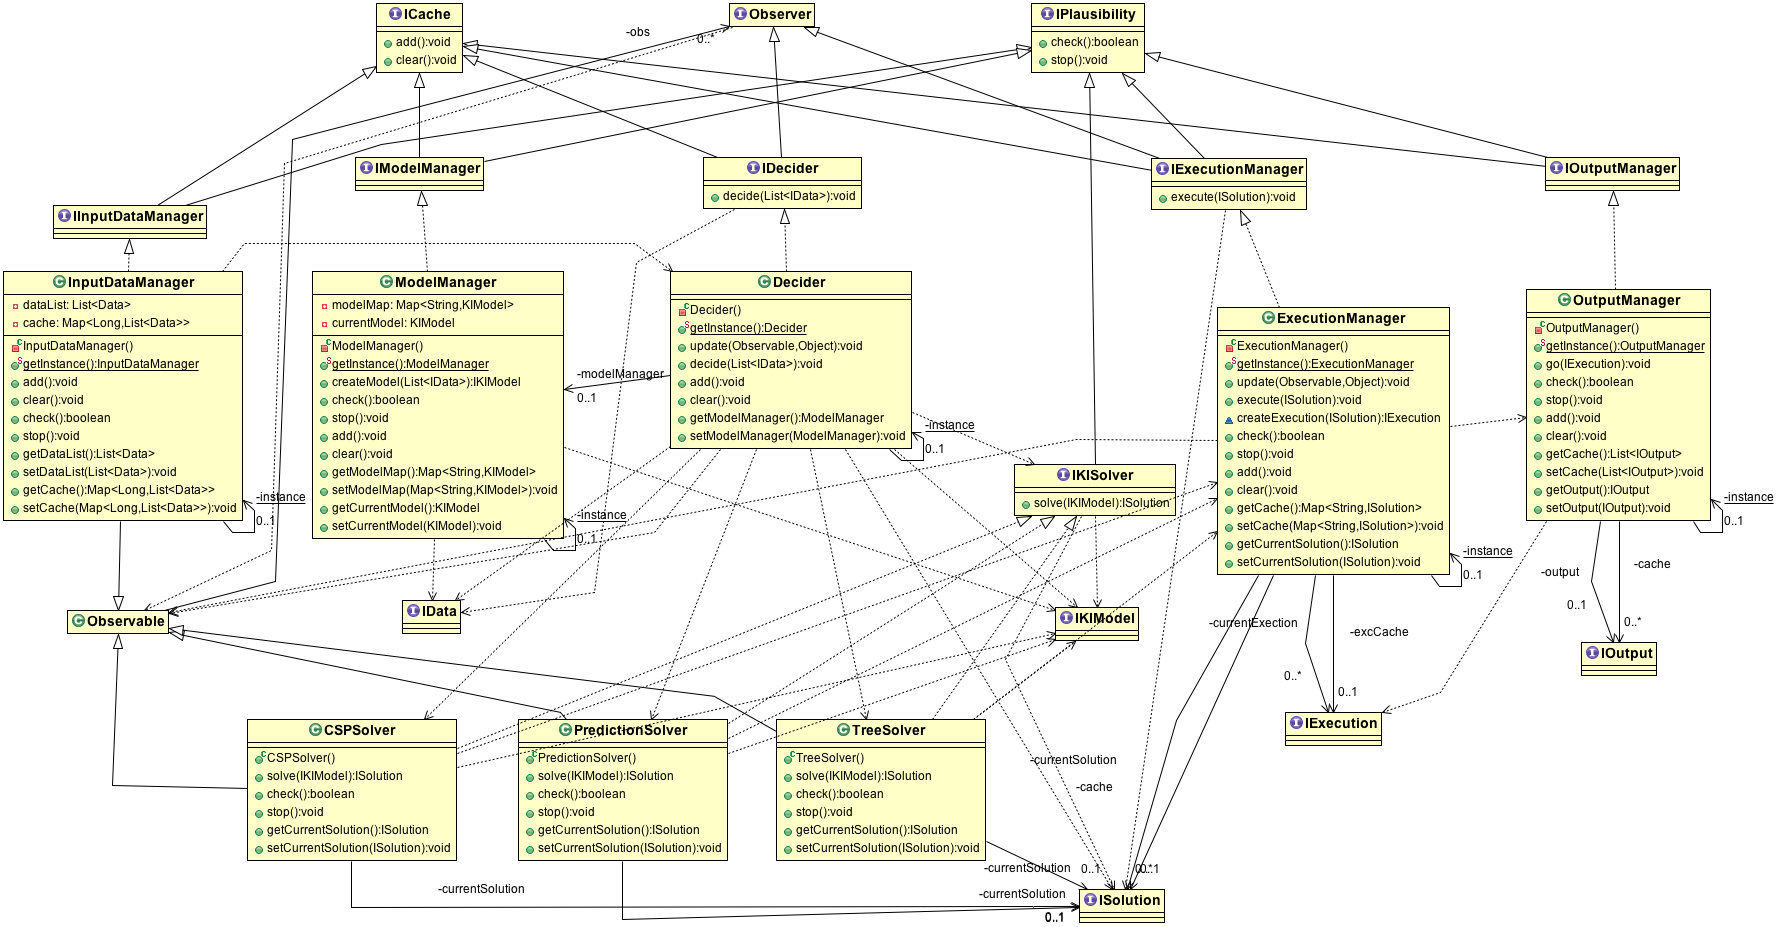 ICache
add():void
clear():void
Observer
-obs
0..*
IPlausibility
check():boolean
stop():void
IInputDataManager
IModelManager
IDecider
decide(List<IData>):void
IExecutionManager
execute(ISolution):void
IOutputManager
InputDataManager
dataList: List<Data>
cache: Map<Long,List<Data>>
InputDataManager()
getInstance():InputDataManager
add():void
clear():void
check():boolean
stop():void
getDataList():List<Data>
setDataList(List<Data>):void
getCache():Map<Long,List<Data>>
setCache(Map<Long,List<Data>>):void
-instance
0..1
ModelManager
modelMap: Map<String,KIModel>
currentModel: KIModel
ModelManager()
getInstance():ModelManager
createModel(List<IData>):IKIModel
check():boolean
stop():void
add():void
clear():void
getModelMap():Map<String,KIModel>
setModelMap(Map<String,KIModel>):void
getCurrentModel():KIModel
setCurrentModel(KIModel):void
-instance
0..1
-modelManager
0..1
Decider
Decider()
getInstance():Decider
update(Observable,Object):void
decide(List<IData>):void
add():void
clear():void
getModelManager():ModelManager
setModelManager(ModelManager):void
-instance
0..1
IKISolver
solve(IKIModel):ISolution
ExecutionManager
ExecutionManager()
getInstance():ExecutionManager
update(Observable,Object):void
execute(ISolution):void
createExecution(ISolution):IExecution
check():boolean
stop():void
add():void
clear():void
getCache():Map<String,ISolution>
setCache(Map<String,ISolution>):void
getCurrentSolution():ISolution
setCurrentSolution(ISolution):void
-instance
0..1
OutputManager
OutputManager()
getInstance():OutputManager
go(IExecution):void
check():boolean
stop():void
add():void
clear():void
getCache():List<IOutput>
setCache(List<IOutput>):void
getOutput():IOutput
setOutput(IOutput):void
-instance
0..1
-output
0..1
-cache
0..*
Observable
IData
IKIModel
-currentExection
-excCache
0..*
0..1
IOutput
IExecution
CSPSolver
CSPSolver()
solve(IKIModel):ISolution
check():boolean
stop():void
getCurrentSolution():ISolution
setCurrentSolution(ISolution):void
PredictionSolver
PredictionSolver()
solve(IKIModel):ISolution
check():boolean
stop():void
getCurrentSolution():ISolution
setCurrentSolution(ISolution):void
TreeSolver
TreeSolver()
solve(IKIModel):ISolution
check():boolean
stop():void
getCurrentSolution():ISolution
setCurrentSolution(ISolution):void
-currentSolution
-cache
-currentSolution
0..1
-currentSolution
-currentSolution
0..1
ISolution